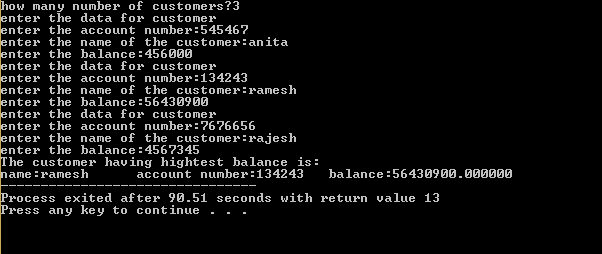 how many number of customers?3
enter the data for customer
enter the account number:545467
enter the name of the customer:anita
enter the balance:456000
enter the data for customer
enter the account number:134243
enter the name of the customer:ramesh
enter the balance:56430900
enter the data for customer
enter the account number:7676656
enter the name of the customer:rajesh
enter the balance:4567345
The customer having hightest balance is:
name:ramesh      account number:134243   balance:56430900.000000
--------------------------------
Process exited after 90.51 seconds with return value 13
Press any key to continue . . .